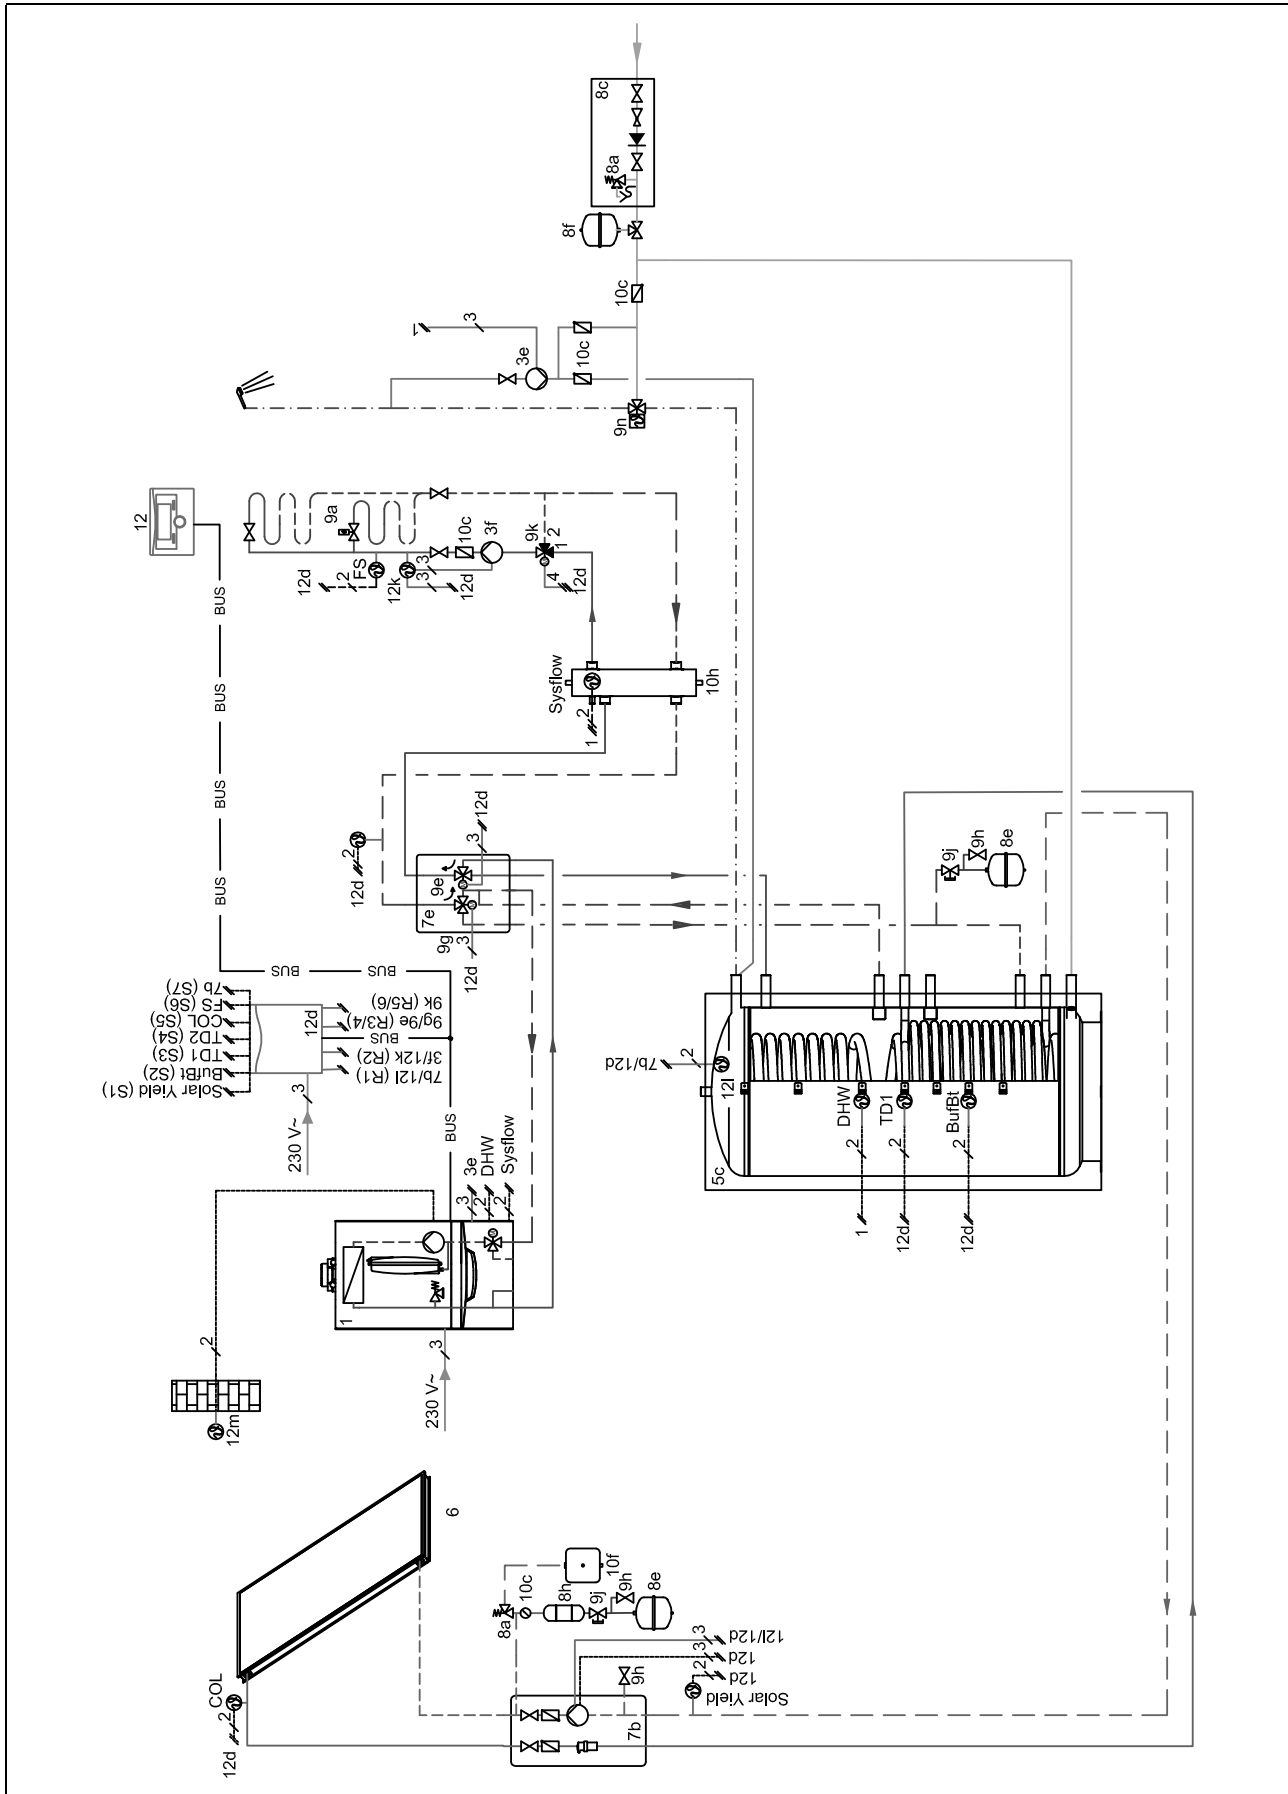 8c
8a
8f
10c
1
3
3e
10c
9n
12
9a
10c
3f
9k
2
1
FS
2
12d
12k
3
3
12d
4
12d
BUS
BUS
BUS
BUS
Sysflow
2
1
10h
12d
3
2
12d
9e
7e
9g
3
12d
9j
9h
8e
BUS
BUS
7b (S7)
FS (S6)
COL (S5)
TD2 (S4)
TD1 (S3)
BufBt (S2)
Solar Yield (S1)
12d
9k (R5/6)
9g/9e (R3/4)
BUS
3f/12k (R2)
7b/12l (R1)
3
230 V~
BUS
3e
DHW
Sysflow
3
2
2
1
3
230 V~
2
12m
2
7b/12d
12l
DHW
TD1
BufBt
2
2
2
5c
1
12d
12d
6
COL
2
12d
8a
10c
8h
9j
9h
8e
10f
3
12l/12d
3
12d
2
12d
Solar Yield
9h
7b